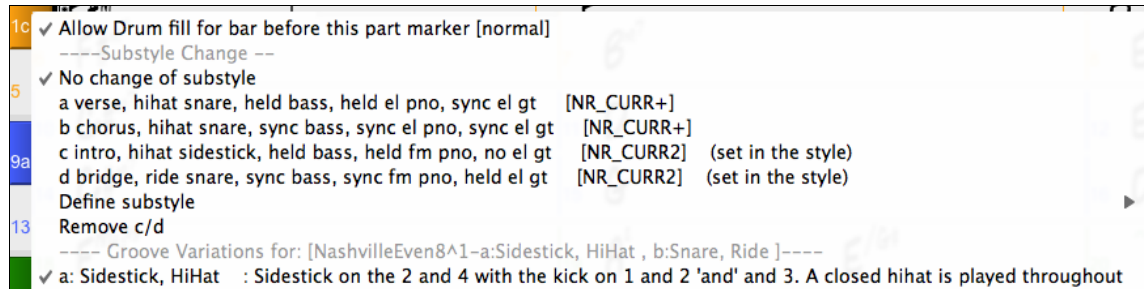 1c ✓ Allow Drum fill for bar before this part marker [normal]
----Substyle Change --
✓ No change of substyle
5 a verse, hihat snare, held bass, held el pno, sync el gt [NR_CURR+]
b chorus, hihat snare, sync bass, sync el pno, sync el gt [NR_CURR+]
9a c intro, hihat sidestick, held bass, held fm pno, no el gt [NR_CURR2] (set in the style)
d bridge, ride snare, sync bass, sync fm pno, held el gt [NR_CURR2] (set in the style)
Define substyle
13 Remove c/d
---- Groove Variations for: [NashvilleEven8^1-a:Sidestick, HiHat , b:Snare, Ride ]----
✓ a: Sidestick, HiHat : Sidestick on the 2 and 4 with the kick on 1 and 2 'and' and 3. A closed hihat is played throughout